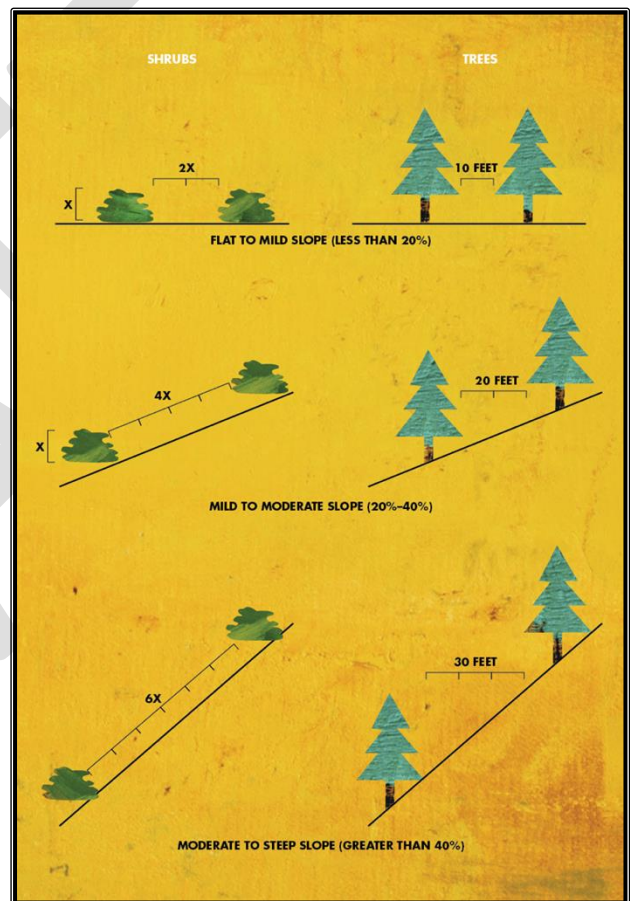 SHRUBS
TREES
2X
10 FEET
X
FLAT TO MILD SLOPE (LESS THAN 20%)
4X
20 FEET
X
MILD TO MODERATE SLOPE (20%–40%)
6X
30 FEET
MODERATE TO STEEP SLOPE (GREATER THAN 40%)